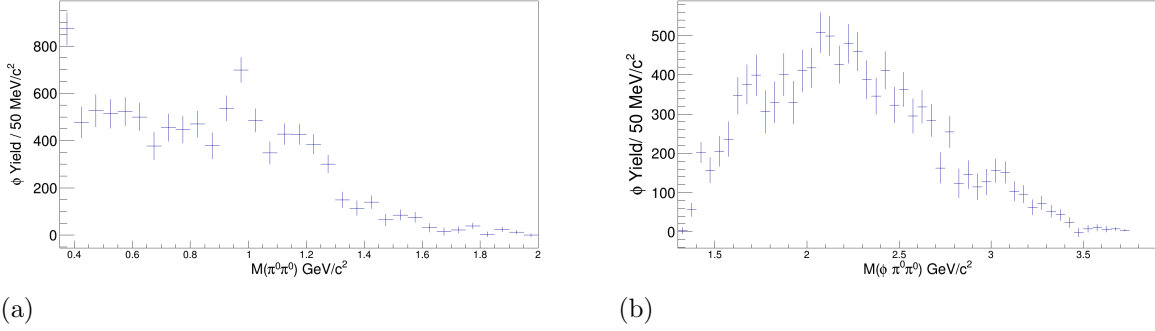 φ Yield / 50 MeV/c²
800
600
400
200
0
0.4 0.6 0.8 1 1.2 1.4 1.6 1.8 2
M(π⁰π⁰) GeV/c²
(a)
φ Yield/ 50 MeV/c²
500
400
300
200
100
0
1.5 2 2.5 3 3.5
M(φ π⁰π⁰) GeV/c²
(b)